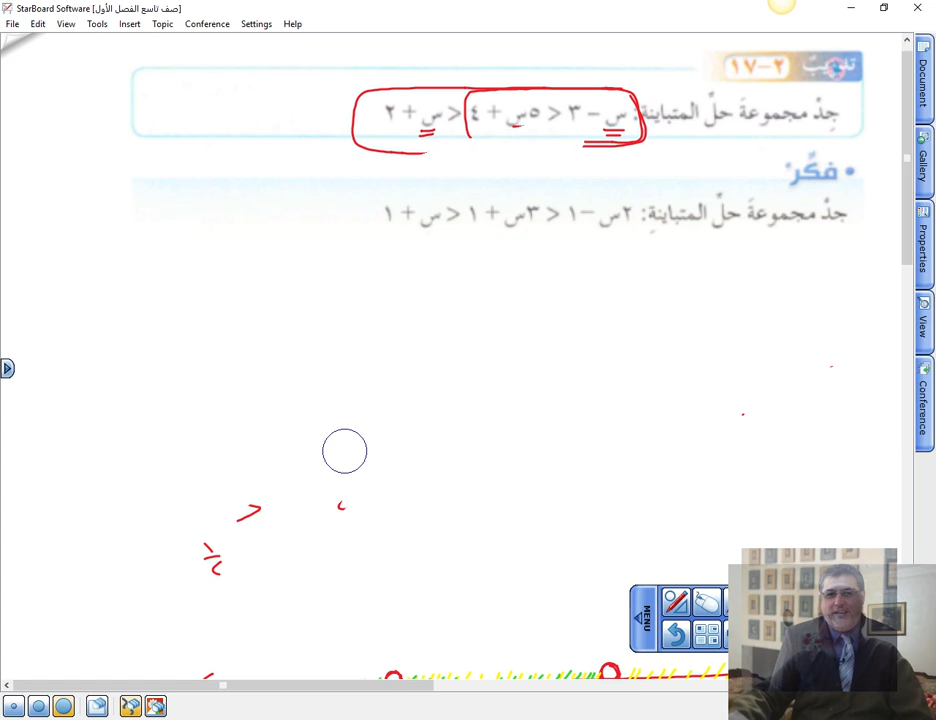 StarBoard Software [صف تاسع الفصل الأول]
File Edit View Tools Insert Topic Conference Settings Help
تدريبٌ ٢-١٧
جِدْ مجموعةَ حلِّ المتباينة: س - ٣ < ٥س + ٤ < س + ٢
• فكِّرْ
جدْ مجموعةَ حلِّ المتباينةِ: ٢س - ١ < ٣س + ١ < س + ١
>
١
٢
MENU
Document
Gallery
Properties
View
Conference